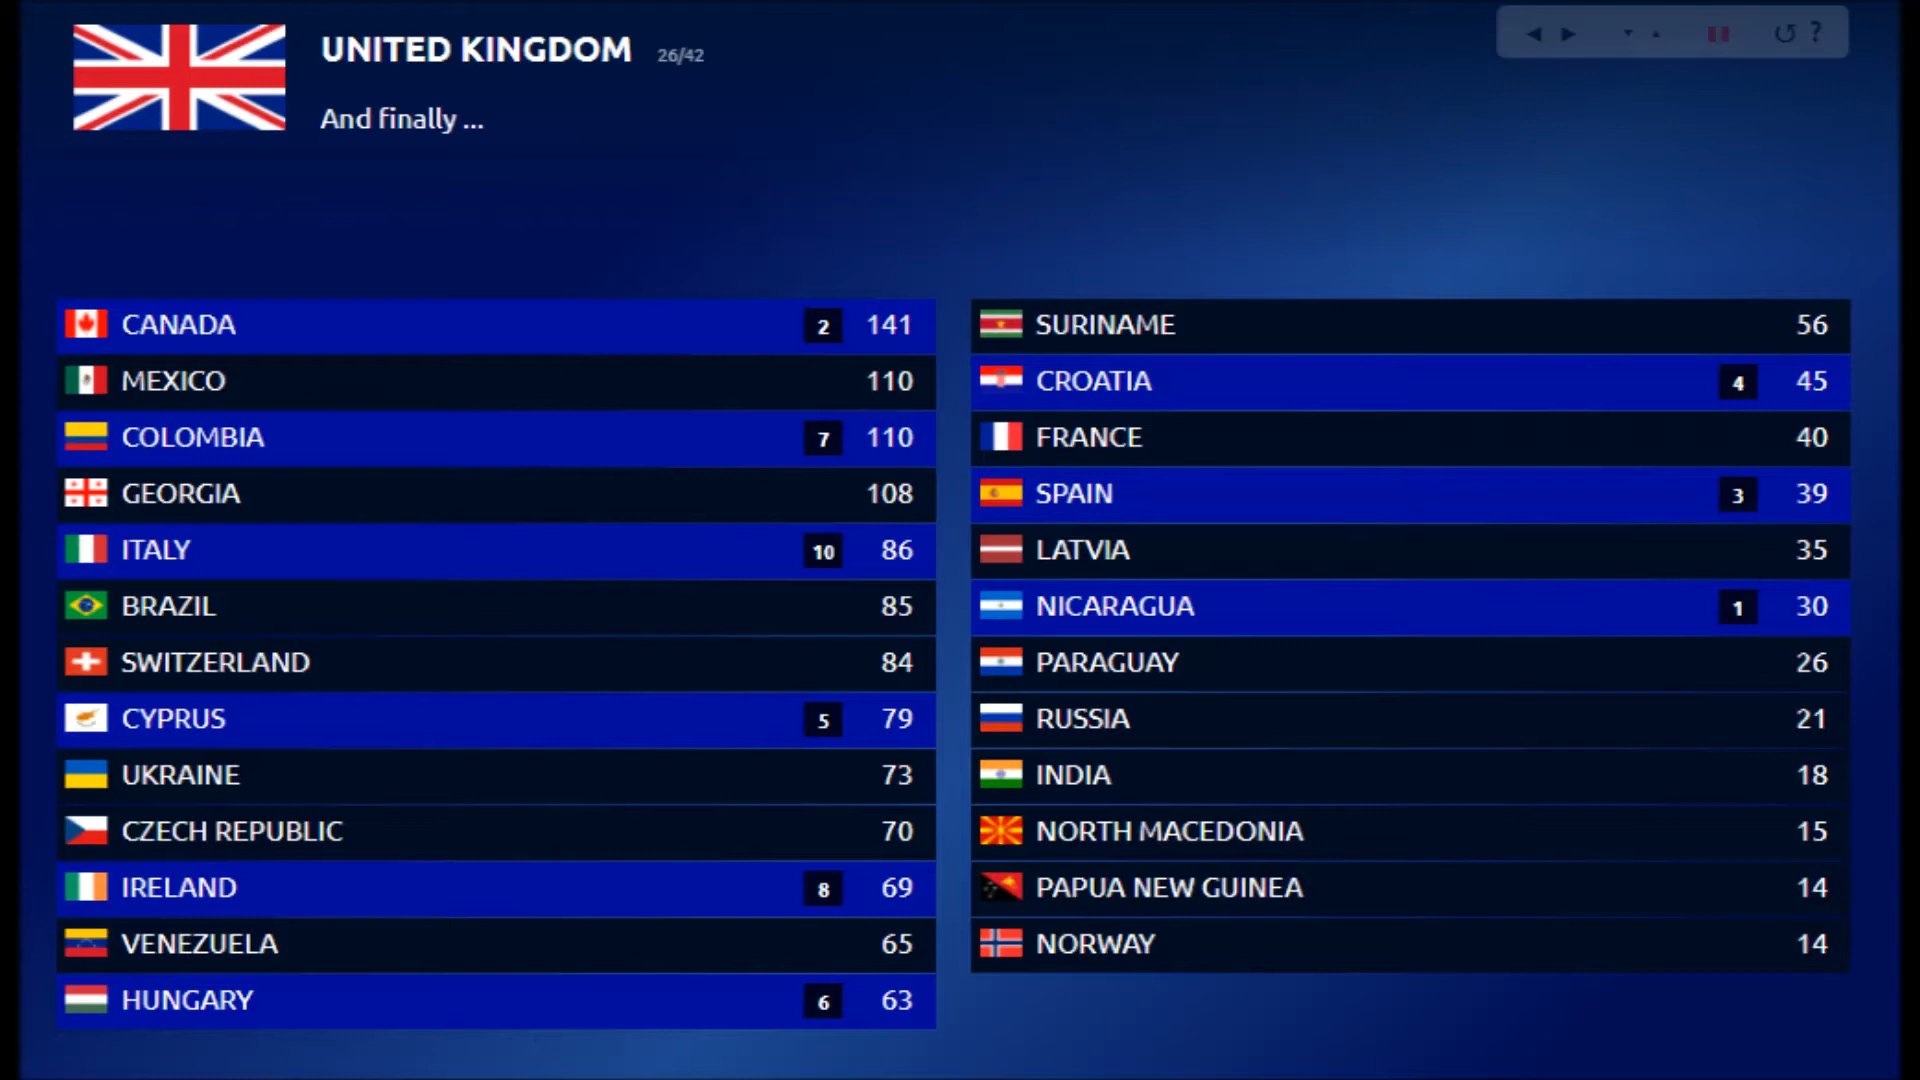 UNITED KINGDOM 26/42
?
And finally ...
CANADA 2 141
MEXICO 110
COLOMBIA 7 110
GEORGIA 108
ITALY 10 86
BRAZIL 85
SWITZERLAND 84
CYPRUS 5 79
UKRAINE 73
CZECH REPUBLIC 70
IRELAND 8 69
VENEZUELA 65
HUNGARY 6 63
SURINAME 56
CROATIA 4 45
FRANCE 40
SPAIN 3 39
LATVIA 35
NICARAGUA 1 30
PARAGUAY 26
RUSSIA 21
INDIA 18
NORTH MACEDONIA 15
PAPUA NEW GUINEA 14
NORWAY 14